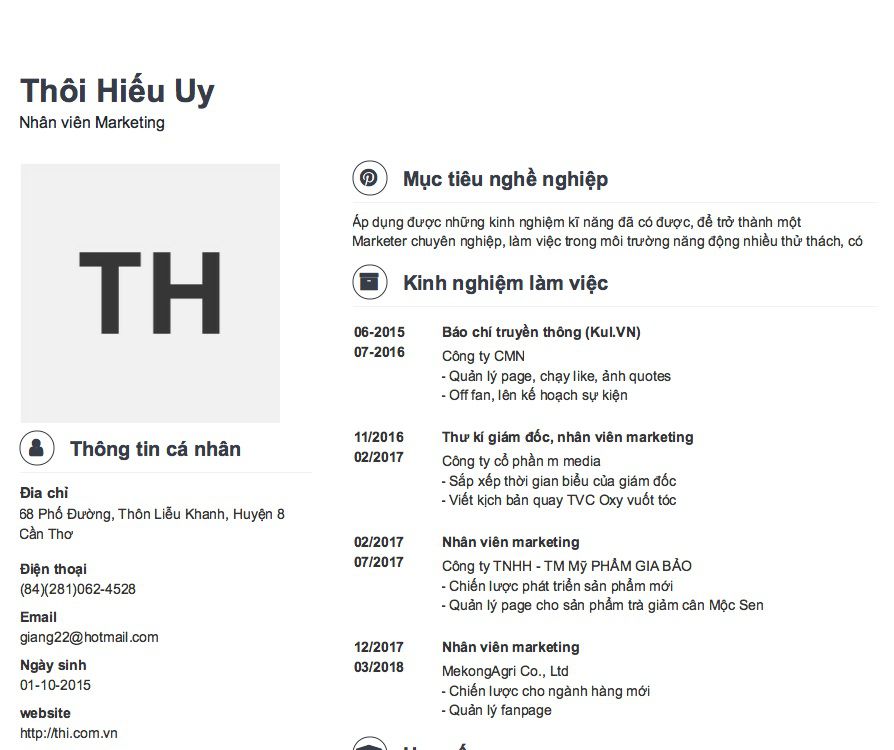 Thôi Hiếu Uy
Nhân viên Marketing
TH
Thông tin cá nhân
Đia chỉ
68 Phố Đường, Thôn Liễu Khanh, Huyện 8
Cần Thơ
Điện thoại
(84)(281)062-4528
Email
giang22@hotmail.com
Ngày sinh
01-10-2015
website
http://thi.com.vn
Mục tiêu nghề nghiệp
Áp dụng được những kinh nghiệm kĩ năng đã có được, để trở thành một
Marketer chuyên nghiệp, làm việc trong môi trường năng động nhiều thử thách, có
Kinh nghiệm làm việc
06-2015 Báo chí truyền thông (Kul.VN)
07-2016 Công ty CMN
- Quản lý page, chạy like, ảnh quotes
- Off fan, lên kế hoạch sự kiện
11/2016 Thư kí giám đốc, nhân viên marketing
02/2017 Công ty cổ phần m media
- Sắp xếp thời gian biểu của giám đốc
- Viết kịch bản quay TVC Oxy vuốt tóc
02/2017 Nhân viên marketing
07/2017 Công ty TNHH - TM Mỹ PHẨM GIA BẢO
- Chiến lược phát triển sản phẩm mới
- Quản lý page cho sản phẩm trà giảm cân Mộc Sen
12/2017 Nhân viên marketing
03/2018 MekongAgri Co., Ltd
- Chiến lược cho ngành hàng mới
- Quản lý fanpage